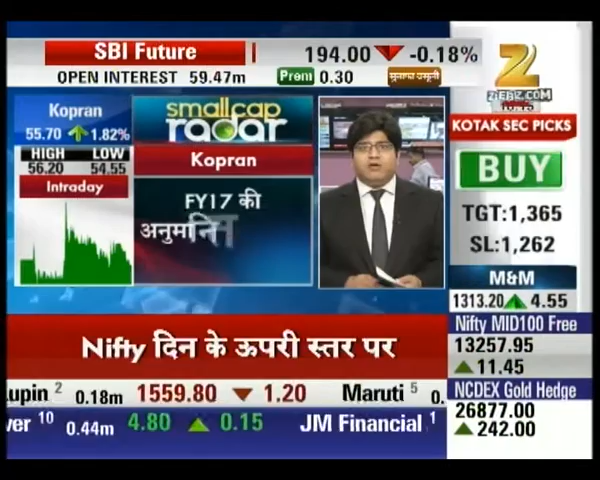 SBI Future
194.00 -0.18%
OPEN INTEREST 59.47m Prem 0.30 मुनाफा वसूली
Z
ZEEBIZ.COM
Kopran
55.70 1.82%
HIGH LOW
56.20 54.55
Intraday
smallcap
radar
Kopran
FY17 की
अनुमानित
KOTAK SEC PICKS
BUY
TGT:1,365
SL:1,262
M&M
1313.20 4.55
Nifty MID100 Free
13257.95
11.45
NCDEX Gold Hedge
26877.00
242.00
Nifty दिन के ऊपरी स्तर पर
Lupin 2 0.18m 1559.80 1.20 Maruti 5 0.
ver 10 0.44m 4.80 0.15 JM Financial 1